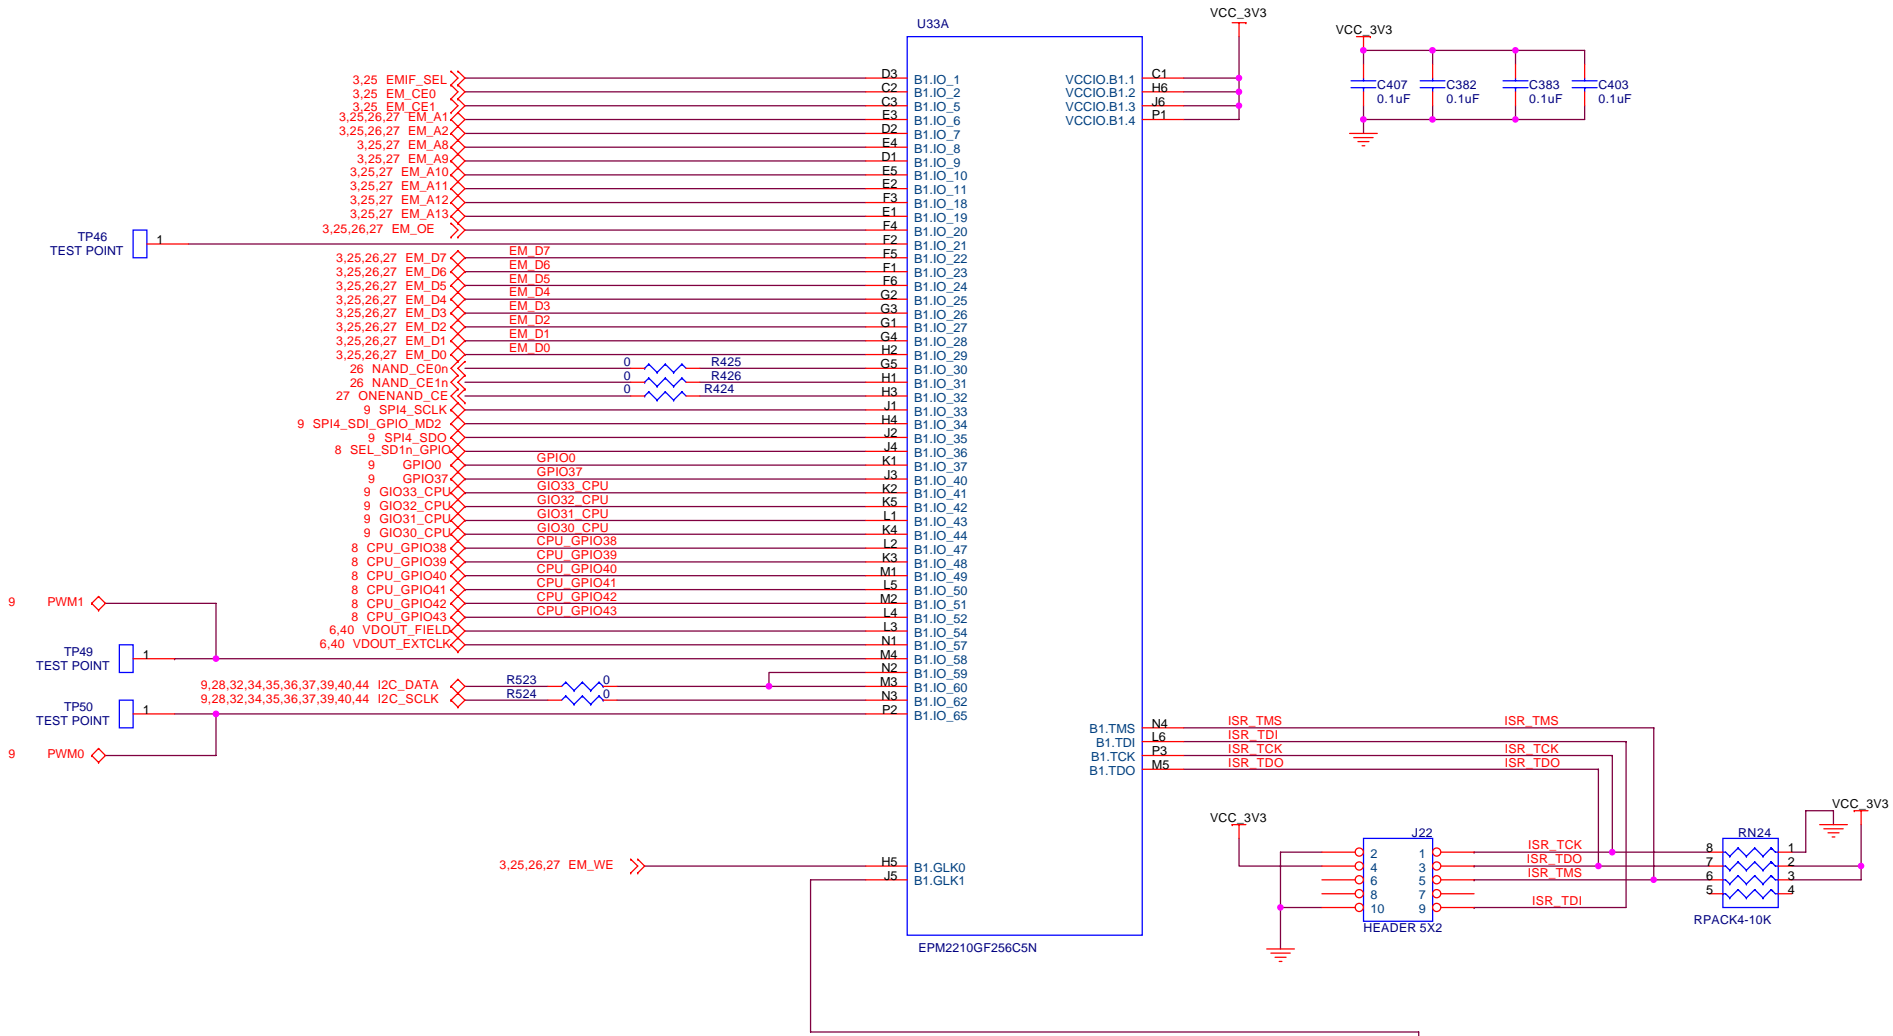 U33A
VCC_3V3
VCC_3V3
C407 0.1uF
C382 0.1uF
C383 0.1uF
C403 0.1uF
3,25 EMIF_SEL D3 B1.IO_1
3,25 EM_CE0 C2 B1.IO_2
3,25 EM_CE1 C3 B1.IO_5
3,25,26,27 EM_A1 E3 B1.IO_6
3,25,26,27 EM_A2 D2 B1.IO_7
3,25,27 EM_A8 E4 B1.IO_8
3,25,27 EM_A9 D1 B1.IO_9
3,25,27 EM_A10 E5 B1.IO_10
3,25,27 EM_A11 E2 B1.IO_11
3,25,27 EM_A12 F3 B1.IO_18
3,25,27 EM_A13 E1 B1.IO_19
3,25,26,27 EM_OE F4 B1.IO_20
TP46
TEST POINT 1 F2 B1.IO_21
3,25,26,27 EM_D7 EM_D7 F5 B1.IO_22
3,25,26,27 EM_D6 EM_D6 F1 B1.IO_23
3,25,26,27 EM_D5 EM_D5 F6 B1.IO_24
3,25,26,27 EM_D4 EM_D4 G2 B1.IO_25
3,25,26,27 EM_D3 EM_D3 G3 B1.IO_26
3,25,26,27 EM_D2 EM_D2 G1 B1.IO_27
3,25,26,27 EM_D1 EM_D1 G4 B1.IO_28
3,25,26,27 EM_D0 EM_D0 H2 B1.IO_29
26 NAND_CE0n 0 R425 G5 B1.IO_30
26 NAND_CE1n 0 R426 H1 B1.IO_31
27 ONENAND_CE 0 R424 H3 B1.IO_32
9 SPI4_SCLK J1 B1.IO_33
9 SPI4_SDI_GPIO_MD2 H4 B1.IO_34
9 SPI4_SDO J2 B1.IO_35
8 SEL_SD1n_GPIO J4 B1.IO_36
9 GPIO0 GPIO0 K1 B1.IO_37
9 GPIO37 GPIO37 J3 B1.IO_40
9 GIO33_CPU GIO33_CPU K2 B1.IO_41
9 GIO32_CPU GIO32_CPU K5 B1.IO_42
9 GIO31_CPU GIO31_CPU L1 B1.IO_43
9 GIO30_CPU GIO30_CPU K4 B1.IO_44
8 CPU_GPIO38 CPU_GPIO38 L2 B1.IO_47
8 CPU_GPIO39 CPU_GPIO39 K3 B1.IO_48
8 CPU_GPIO40 CPU_GPIO40 M1 B1.IO_49
8 CPU_GPIO41 CPU_GPIO41 L5 B1.IO_50
8 CPU_GPIO42 CPU_GPIO42 M2 B1.IO_51
8 CPU_GPIO43 CPU_GPIO43 L4 B1.IO_52
6,40 VDOUT_FIELD L3 B1.IO_54
6,40 VDOUT_EXTCLK N1 B1.IO_57
9 PWM1
TP49
TEST POINT 1 M4 B1.IO_58
N2 B1.IO_59
9,28,32,34,35,36,37,39,40,44 I2C_DATA R523 0 M3 B1.IO_60
9,28,32,34,35,36,37,39,40,44 I2C_SCLK R524 0 N3 B1.IO_62
TP50
TEST POINT 1 P2 B1.IO_65
9 PWM0
3,25,26,27 EM_WE H5 B1.GLK0
J5 B1.GLK1
VCCIO.B1.1 C1
VCCIO.B1.2 H6
VCCIO.B1.3 J6
VCCIO.B1.4 P1
B1.TMS N4 ISR_TMS ISR_TMS
B1.TDI L6 ISR_TDI
B1.TCK P3 ISR_TCK ISR_TCK
B1.TDO M5 ISR_TDO ISR_TDO
EPM2210GF256C5N
VCC_3V3
VCC_3V3
J22
RN24
2 1 ISR_TCK 8 1
4 3 ISR_TDO 7 2
6 5 ISR_TMS 6 3
8 7 5 4
10 9 ISR_TDI
HEADER 5X2
RPACK4-10K